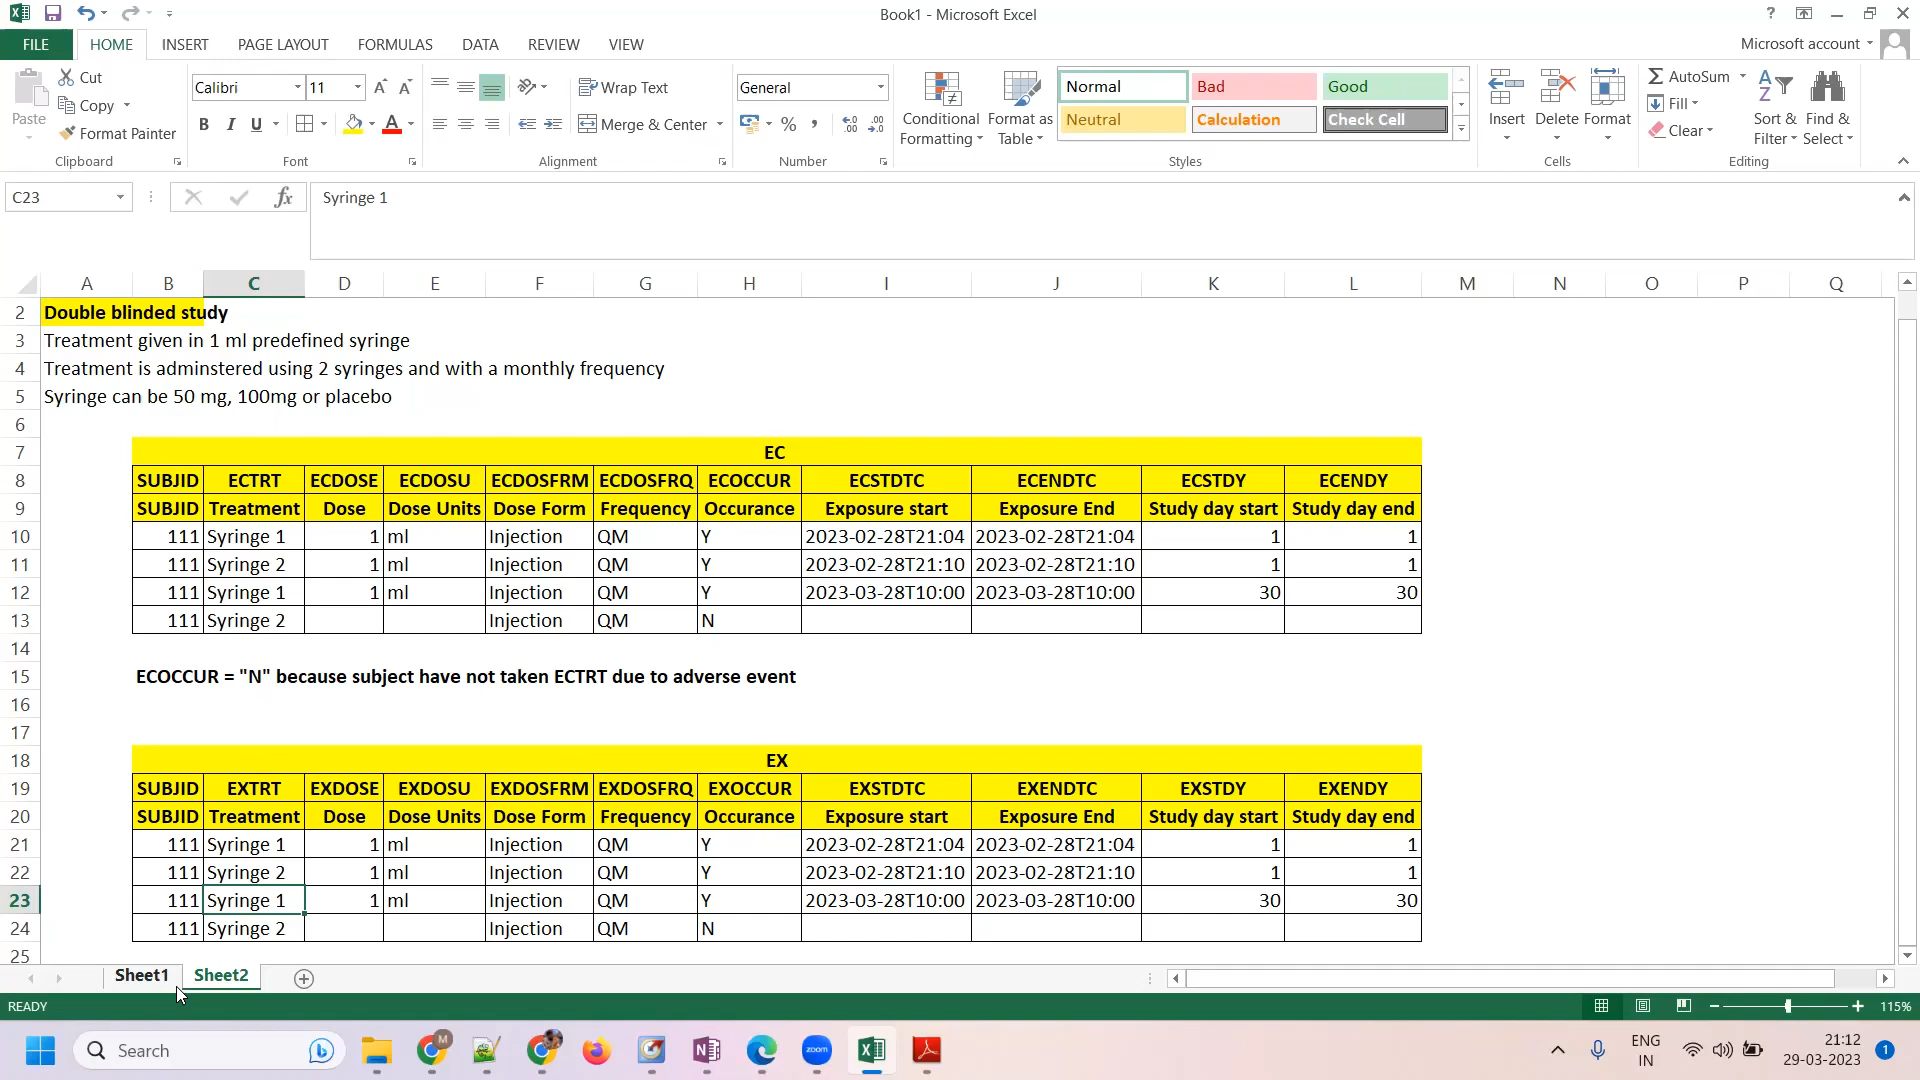 Book1 - Microsoft Excel
?
FILE HOME INSERT PAGE LAYOUT FORMULAS DATA REVIEW VIEW Microsoft account
Paste
Cut
Copy
Format Painter
Clipboard
Calibri 11 A A
B I U A
Font
Wrap Text
Merge & Center
Alignment
General
% , .00 .0
Number
Conditional Formatting
Format as Table
Normal Bad Good
Neutral Calculation Check Cell
Styles
Insert Delete Format
Cells
AutoSum
Fill
Clear
Sort & Filter
Find & Select
Editing
C23 fx Syringe 1
A B C D E F G H I J K L M N O P Q
2 Double blinded study
3 Treatment given in 1 ml predefined syringe
4 Treatment is adminstered using 2 syringes and with a monthly frequency
5 Syringe can be 50 mg, 100mg or placebo
6
7 EC
8 SUBJID ECTRT ECDOSE ECDOSU ECDOSFRM ECDOSFRQ ECOCCUR ECSTDTC ECENDTC ECSTDY ECENDY
9 SUBJID Treatment Dose Dose Units Dose Form Frequency Occurance Exposure start Exposure End Study day start Study day end
10 111 Syringe 1 1 ml Injection QM Y 2023-02-28T21:04 2023-02-28T21:04 1 1
11 111 Syringe 2 1 ml Injection QM Y 2023-02-28T21:10 2023-02-28T21:10 1 1
12 111 Syringe 1 1 ml Injection QM Y 2023-03-28T10:00 2023-03-28T10:00 30 30
13 111 Syringe 2 Injection QM N
14
15 ECOCCUR = "N" because subject have not taken ECTRT due to adverse event
16
17
18 EX
19 SUBJID EXTRT EXDOSE EXDOSU EXDOSFRM EXDOSFRQ EXOCCUR EXSTDTC EXENDTC EXSTDY EXENDY
20 SUBJID Treatment Dose Dose Units Dose Form Frequency Occurance Exposure start Exposure End Study day start Study day end
21 111 Syringe 1 1 ml Injection QM Y 2023-02-28T21:04 2023-02-28T21:04 1 1
22 111 Syringe 2 1 ml Injection QM Y 2023-02-28T21:10 2023-02-28T21:10 1 1
23 111 Syringe 1 1 ml Injection QM Y 2023-03-28T10:00 2023-03-28T10:00 30 30
24 111 Syringe 2 Injection QM N
25
Sheet1 Sheet2
READY 115%
Search M zoom ENG IN 21:12 29-03-2023 1